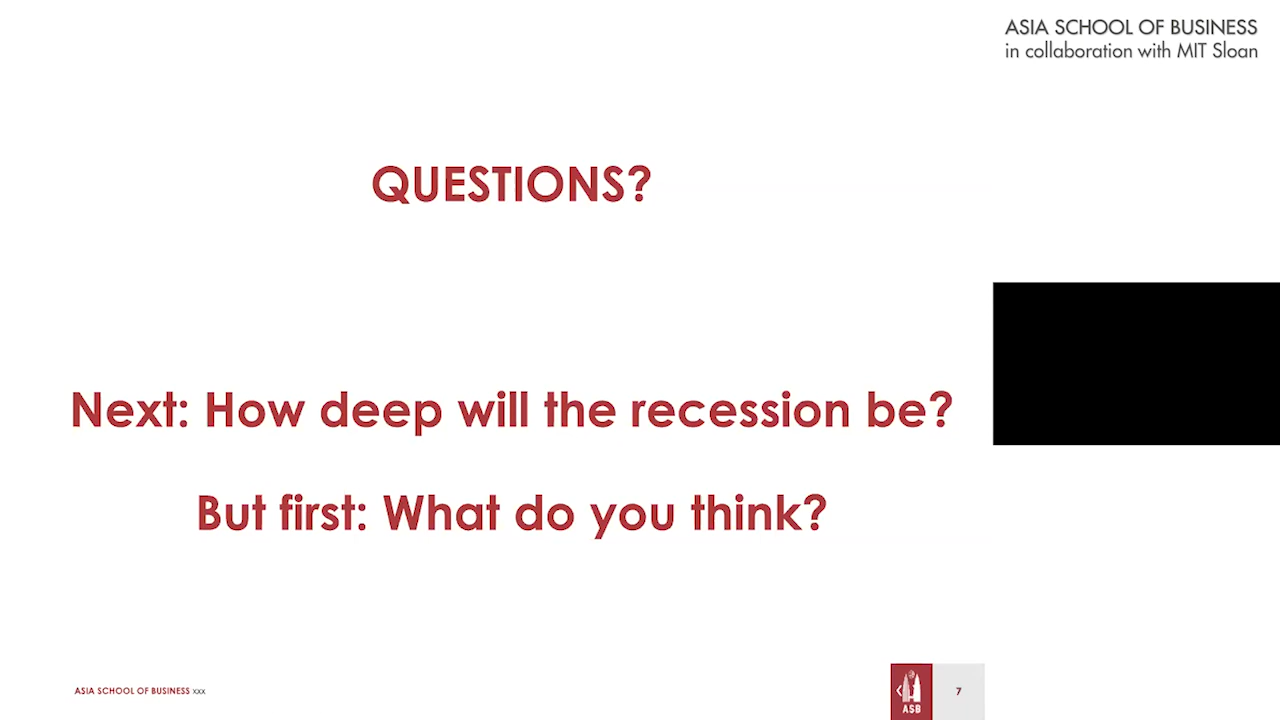 ASIA SCHOOL OF BUSINESS
in collaboration with MIT Sloan
QUESTIONS?
Next: How deep will the recession be?
But first: What do you think?
ASIA SCHOOL OF BUSINESS xxx
ASB
7